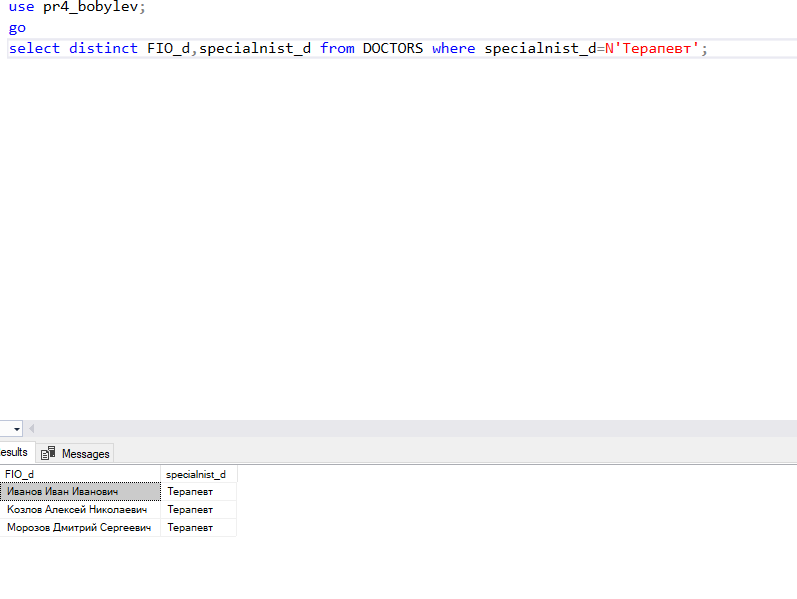 use pr4_bobylev;
go
select distinct FIO_d,specialnist_d from DOCTORS where specialnist_d=N'Терапевт';
esults Messages
FIO_d specialnist_d
Иванов Иван Иванович Терапевт
Козлов Алексей Николаевич Терапевт
Морозов Дмитрий Сергеевич Терапевт